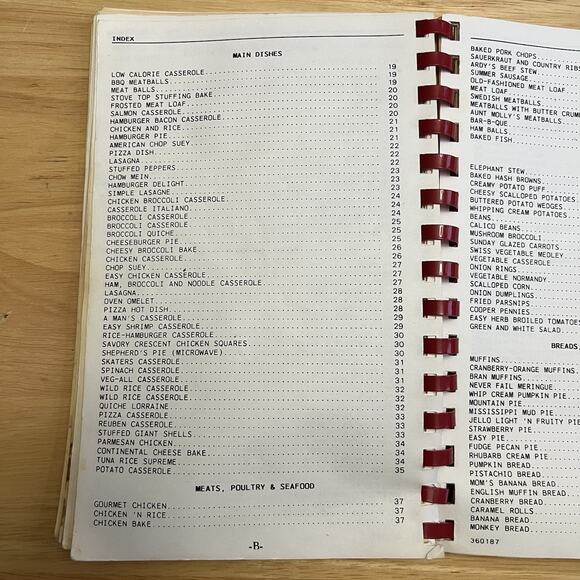 INDEX
MAIN DISHES
LOW CALORIE CASSEROLE 19
BBQ MEATBALLS 19
MEAT BALLS 19
STOVE TOP STUFFING BAKE 20
FROSTED MEAT LOAF 20
SALMON CASSEROLE 20
HAMBURGER BACON CASSEROLE 21
CHICKEN AND RICE 21
HAMBURGER PIE 21
AMERICAN CHOP SUEY 21
PIZZA DISH 22
LASAGNA 22
STUFFED PEPPERS 22
CHOW MEIN 23
HAMBURGER DELIGHT 23
SIMPLE LASAGNE 23
CHICKEN BROCCOLI CASSEROLE 24
CASSEROLE ITALIANO 24
BROCCOLI CASSEROLE 24
BROCCOLI CASSEROLE 25
BROCCOLI QUICHE 25
CHEESEBURGER PIE 25
CHEESY BROCCOLI BAKE 26
CHICKEN CASSEROLE 26
CHOP SUEY 27
EASY CHICKEN CASSEROLE 27
HAM, BROCCOLI AND NOODLE CASSEROLE 27
LASAGNA 28
OVEN OMELET 28
PIZZA HOT DISH 28
A MAN'S CASSEROLE 29
EASY SHRIMP CASSEROLE 29
RICE-HAMBURGER CASSEROLE 30
SAVORY CRESCENT CHICKEN SQUARES 30
SHEPHERD'S PIE (MICROWAVE) 30
SKATERS CASSEROLE 31
SPINACH CASSEROLE 31
VEG-ALL CASSEROLE 31
WILD RICE CASSEROLE 32
WILD RICE CASSEROLE 32
QUICHE LORRAINE 32
PIZZA CASSEROLE 33
REUBEN CASSEROLE 33
STUFFED GIANT SHELLS 33
PARMESAN CHICKEN 34
CONTINENTAL CHEESE BAKE 34
TUNA RICE SUPREME 34
POTATO CASSEROLE 35
MEATS, POULTRY & SEAFOOD
GOURMET CHICKEN 37
CHICKEN 'N RICE 37
CHICKEN BAKE 37
-B-
BAKED PORK CHOPS
SAUERKRAUT AND COUNTRY RIBS
ARDY'S BEEF STEW
SUMMER SAUSAGE
OLD-FASHIONED MEAT LOAF
MEAT LOAF
SWEDISH MEATBALLS
MEATBALLS WITH BUTTER CRUMB
AUNT MOLLY'S MEATBALLS
BAR-B-QUE
HAM BALLS
BAKED FISH
ELEPHANT STEW
BAKED HASH BROWNS
CREAMY POTATO PUFF
CHEESY SCALLOPED POTATOES
BUTTERED POTATO WEDGES
WHIPPING CREAM POTATOES
BEANS
CALICO BEANS
MUSHROOM BROCCOLI
SUNDAY GLAZED CARROTS
SWISS VEGETABLE MEDLEY
VEGETABLE CASSEROLE
ONION RINGS
VEGETABLE NORMANDY
SCALLOPED CORN
ONION DUMPLINGS
FRIED PARSNIPS
COPPER PENNIES
EASY HERB BROILED TOMATOES
GREEN AND WHITE SALAD
BREADS,
MUFFINS
CRANBERRY-ORANGE MUFFINS
BRAN MUFFINS
NEVER FAIL MERINGUE
WHIP CREAM PUMPKIN PIE
MOUNTAIN PIE
MISSISSIPPI MUD PIE
JELLO LIGHT 'N FRUITY PIE
STRAWBERRY PIE
EASY PIE
FUDGE PECAN PIE
RHUBARB CREAM PIE
PUMPKIN BREAD
PISTACHIO BREAD
MOM'S BANANA BREAD
ENGLISH MUFFIN BREAD
CRANBERRY BREAD
CARAMEL ROLLS
BANANA BREAD
MONKEY BREAD
360187